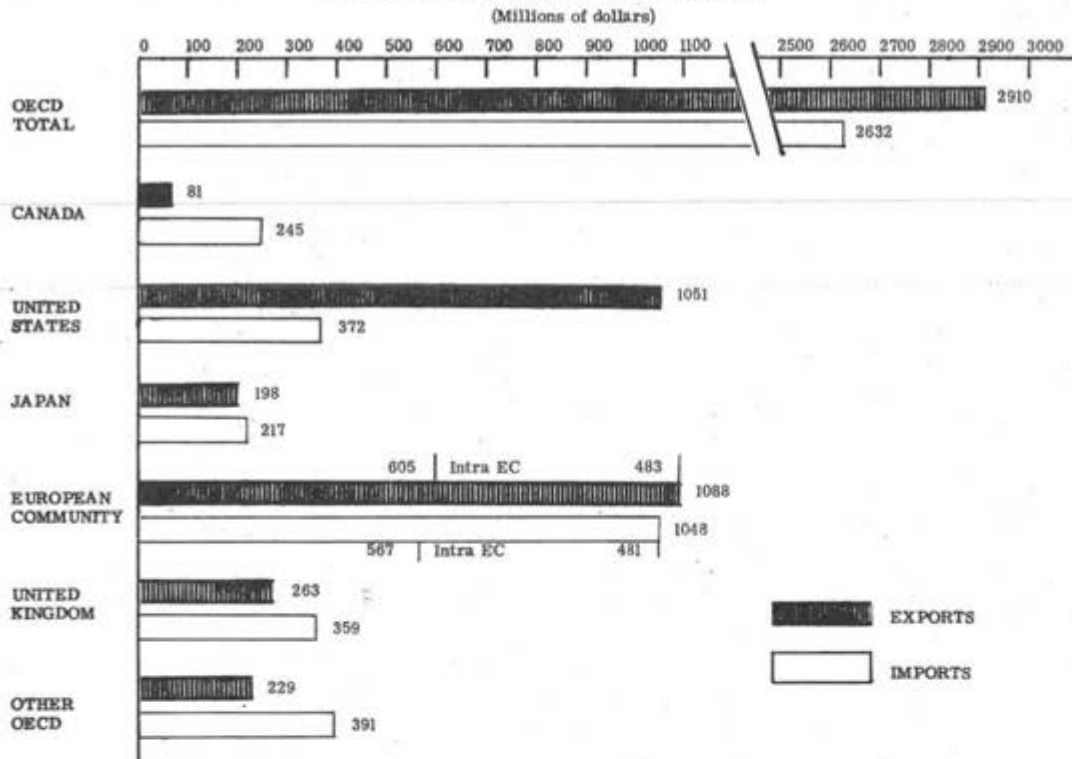 (Millions of dollars)
0 100 200 300 400 500 600 700 800 900 1000 1100 2500 2600 2700 2800 2900 3000
OECD
TOTAL
2910
2632
CANADA
81
245
UNITED
STATES
1051
372
JAPAN
198
217
605 Intra EC 483
EUROPEAN
COMMUNITY
1088
1048
567 Intra EC 481
UNITED
KINGDOM
263
359
EXPORTS
IMPORTS
OTHER
OECD
229
391